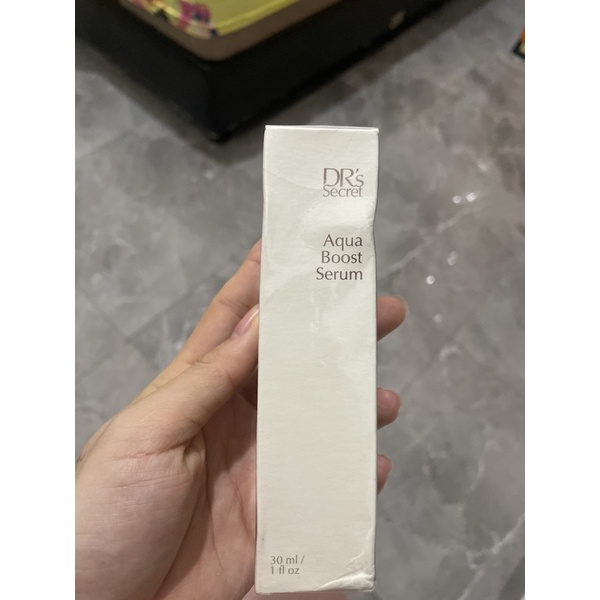 DR's
Secret
Aqua
Boost
Serum
30 ml /
1 fl oz